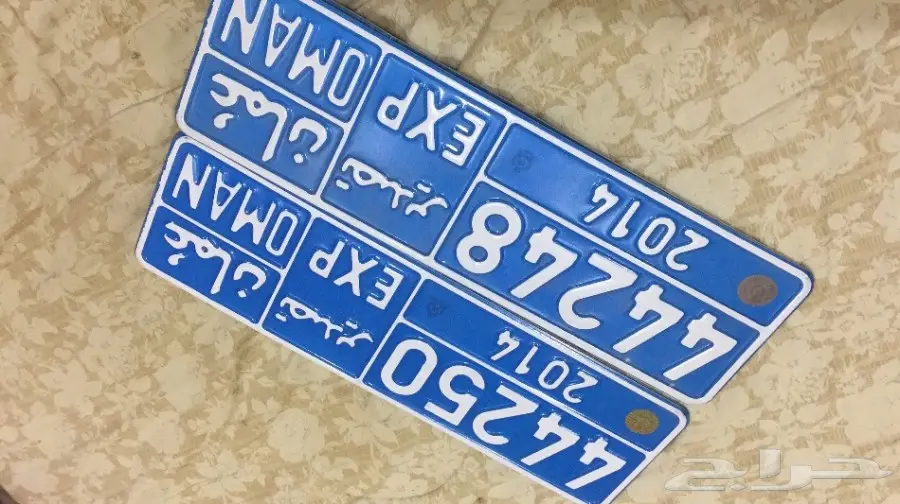 44248
2014
تصدير
EXP
عمان
OMAN
44250
2014
تصدير
EXP
عمان
OMAN
حراج